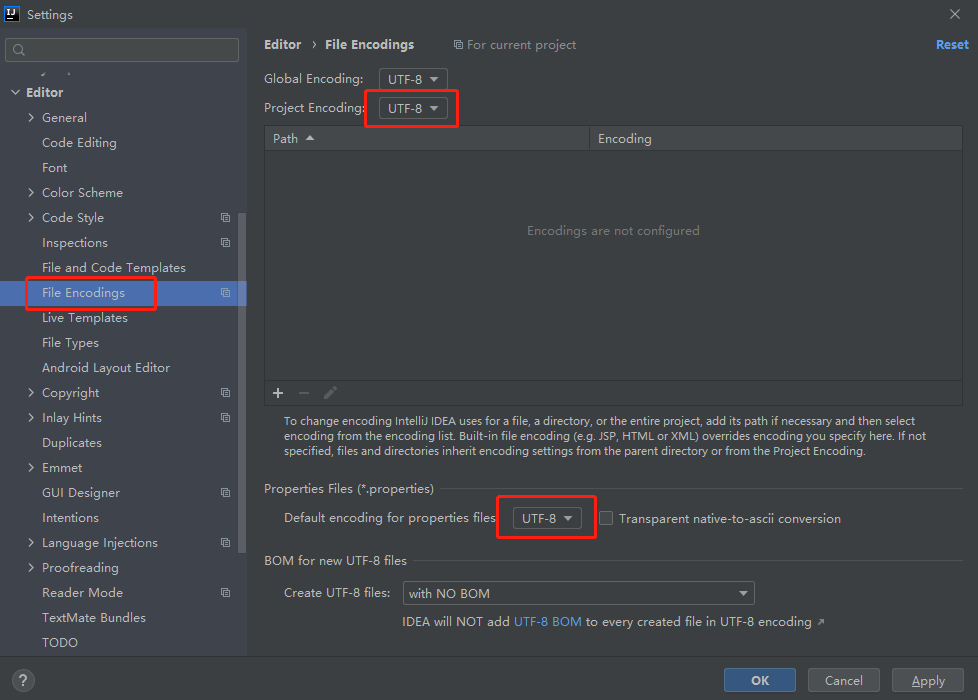 Settings
Editor › File Encodings
For current project
Reset
Editor
General
Code Editing
Font
Color Scheme
Code Style
Inspections
File and Code Templates
File Encodings
Live Templates
File Types
Android Layout Editor
Copyright
Inlay Hints
Duplicates
Emmet
GUI Designer
Intentions
Language Injections
Proofreading
Reader Mode
TextMate Bundles
TODO
Global Encoding: UTF-8
Project Encoding: UTF-8
Path Encoding
Encodings are not configured
To change encoding IntelliJ IDEA uses for a file, a directory, or the entire project, add its path if necessary and then select
encoding from the encoding list. Built-in file encoding (e.g. JSP, HTML or XML) overrides encoding you specify here. If not
specified, files and directories inherit encoding settings from the parent directory or from the Project Encoding.
Properties Files (*.properties)
Default encoding for properties files UTF-8 Transparent native-to-ascii conversion
BOM for new UTF-8 files
Create UTF-8 files: with NO BOM
IDEA will NOT add UTF-8 BOM to every created file in UTF-8 encoding ↗
? OK Cancel Apply